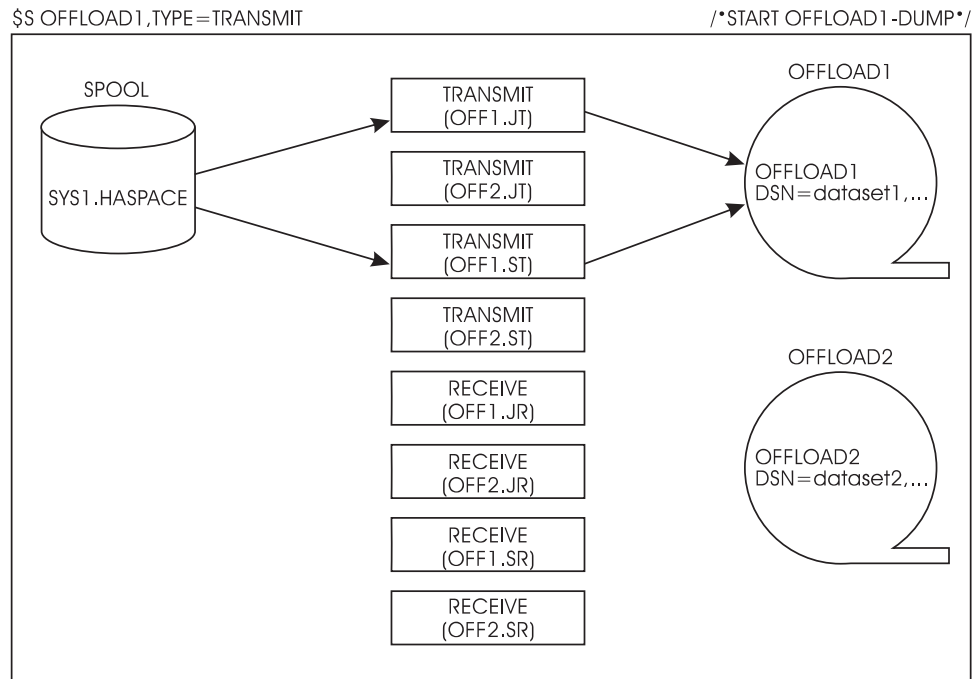 $S OFFLOAD1,TYPE=TRANSMIT
/*START OFFLOAD1-DUMP*/
SPOOL
SYS1.HASPACE
TRANSMIT
(OFF1.JT)
TRANSMIT
(OFF2.JT)
TRANSMIT
(OFF1.ST)
TRANSMIT
(OFF2.ST)
RECEIVE
(OFF1.JR)
RECEIVE
(OFF2.JR)
RECEIVE
(OFF1.SR)
RECEIVE
(OFF2.SR)
OFFLOAD1
OFFLOAD1
DSN=dataset1,...
OFFLOAD2
OFFLOAD2
DSN=dataset2,...